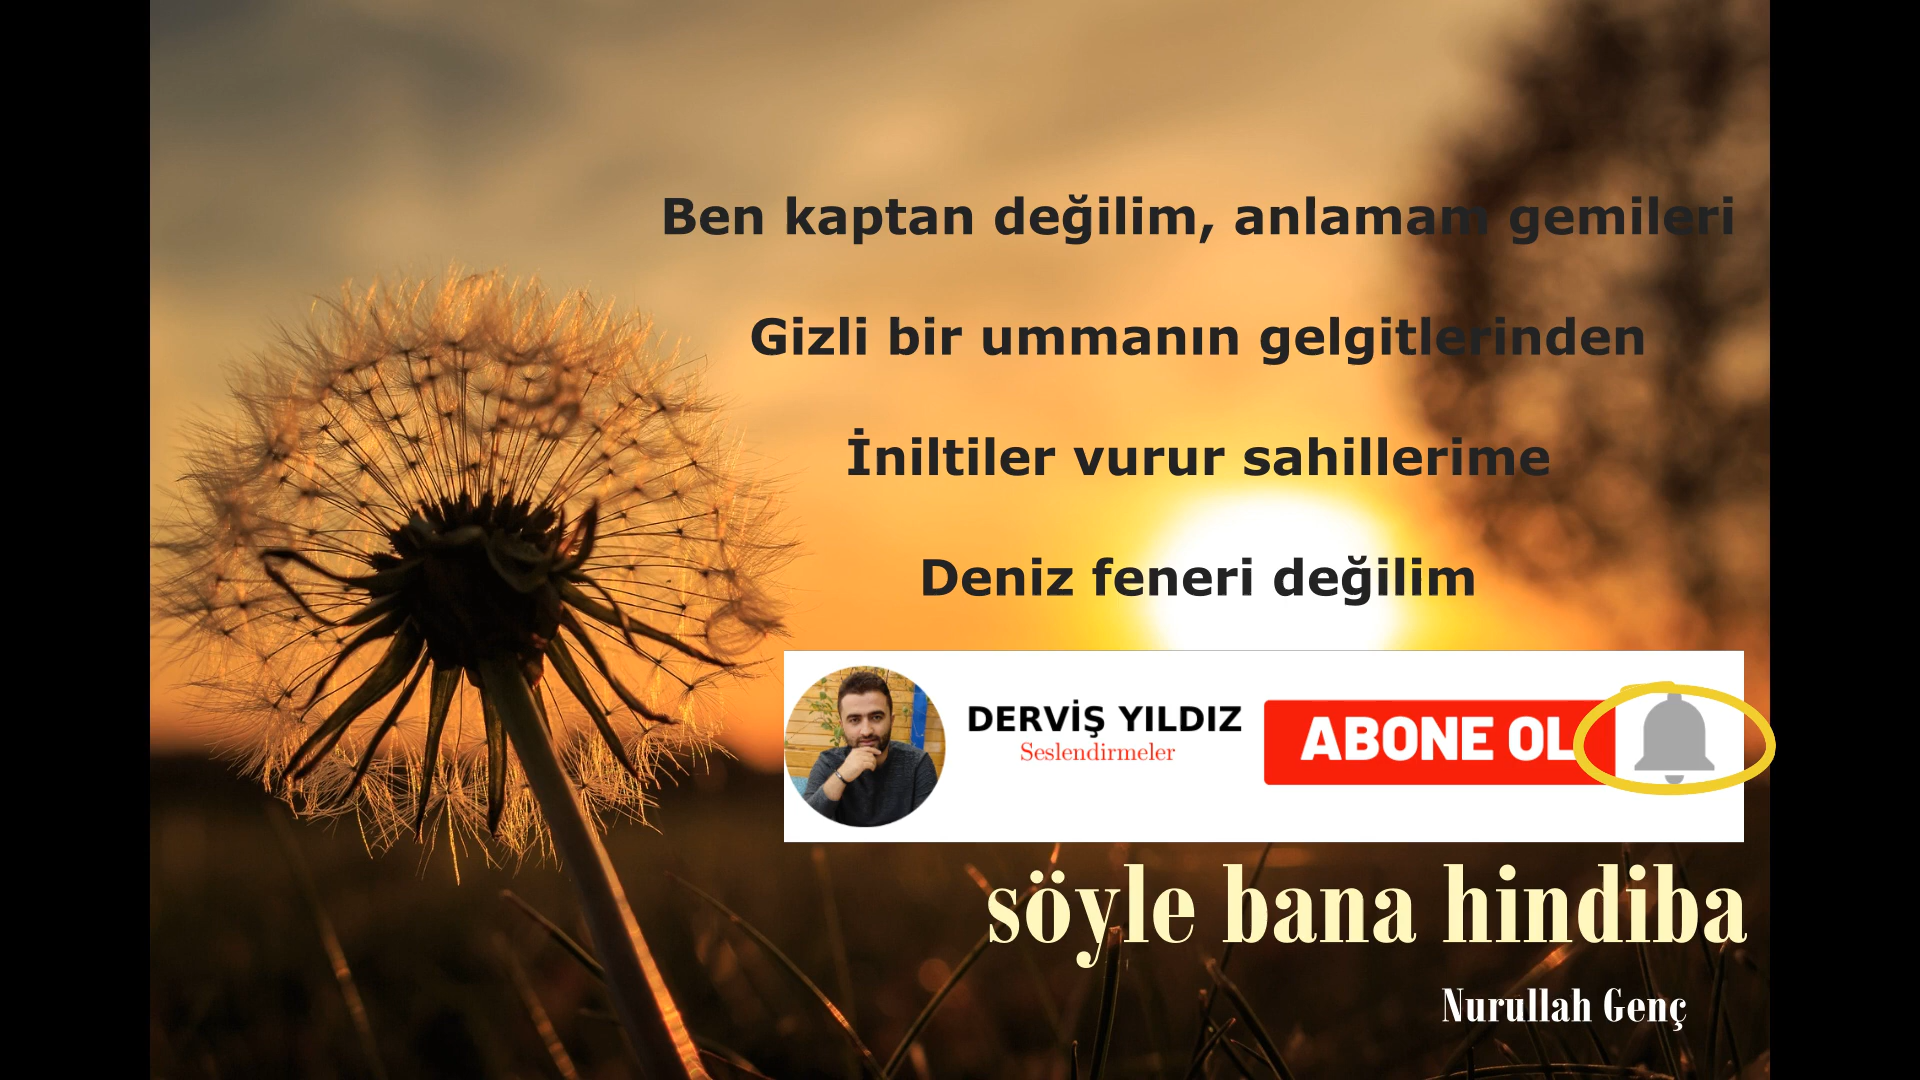 Ben kaptan değilim, anlamam gemileri
Gizli bir ummanın gelgitlerinden
İniltiler vurur sahillerime
Deniz feneri değilim
DERVİŞ YILDIZ
Seslendirmeler
ABONE OL
söyle bana hindiba
Nurullah Genç